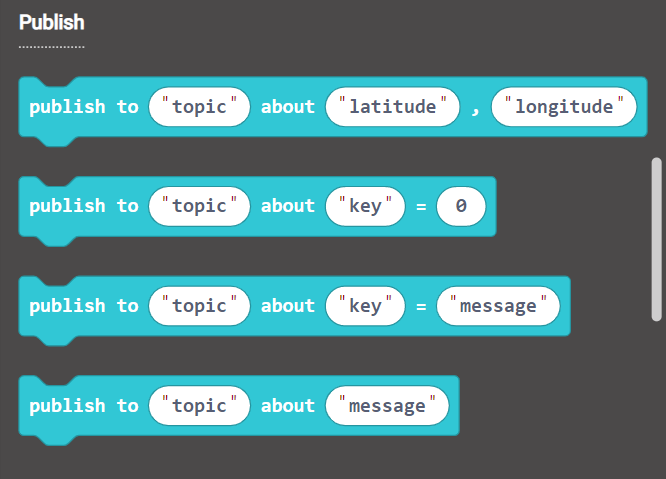 Publish
publish to "topic" about "latitude" , "longitude"
publish to "topic" about "key" = 0
publish to "topic" about "key" = "message"
publish to "topic" about "message"